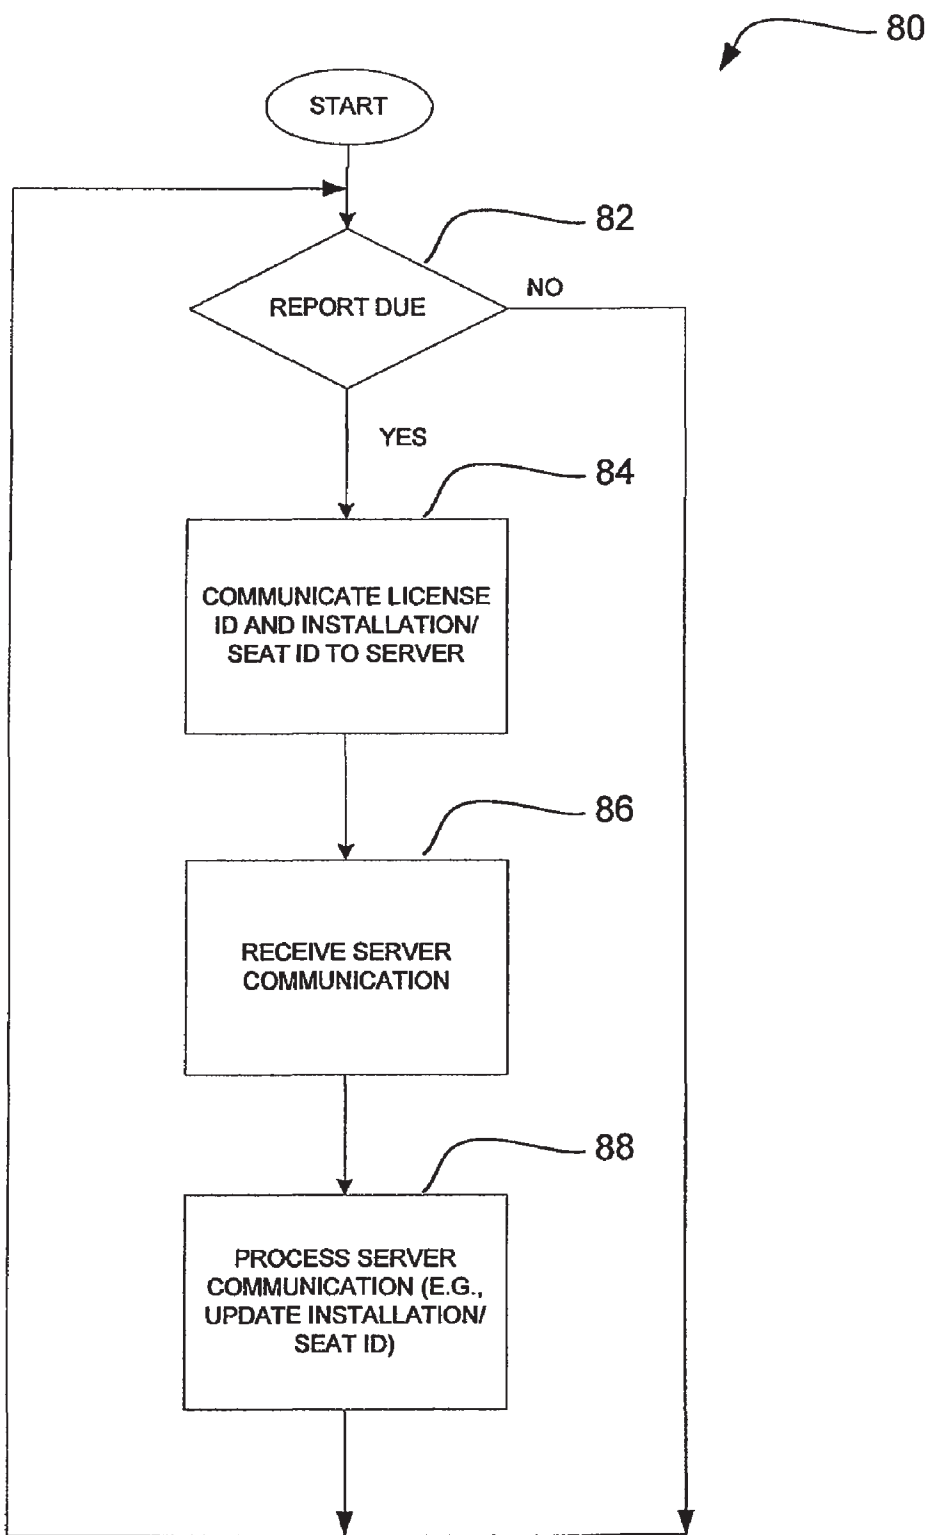 80
START
82
REPORT DUE
NO
YES
84
COMMUNICATE LICENSE
ID AND INSTALLATION/
SEAT ID TO SERVER
86
RECEIVE SERVER
COMMUNICATION
88
PROCESS SERVER
COMMUNICATION (E.G.,
UPDATE INSTALLATION/
SEAT ID)